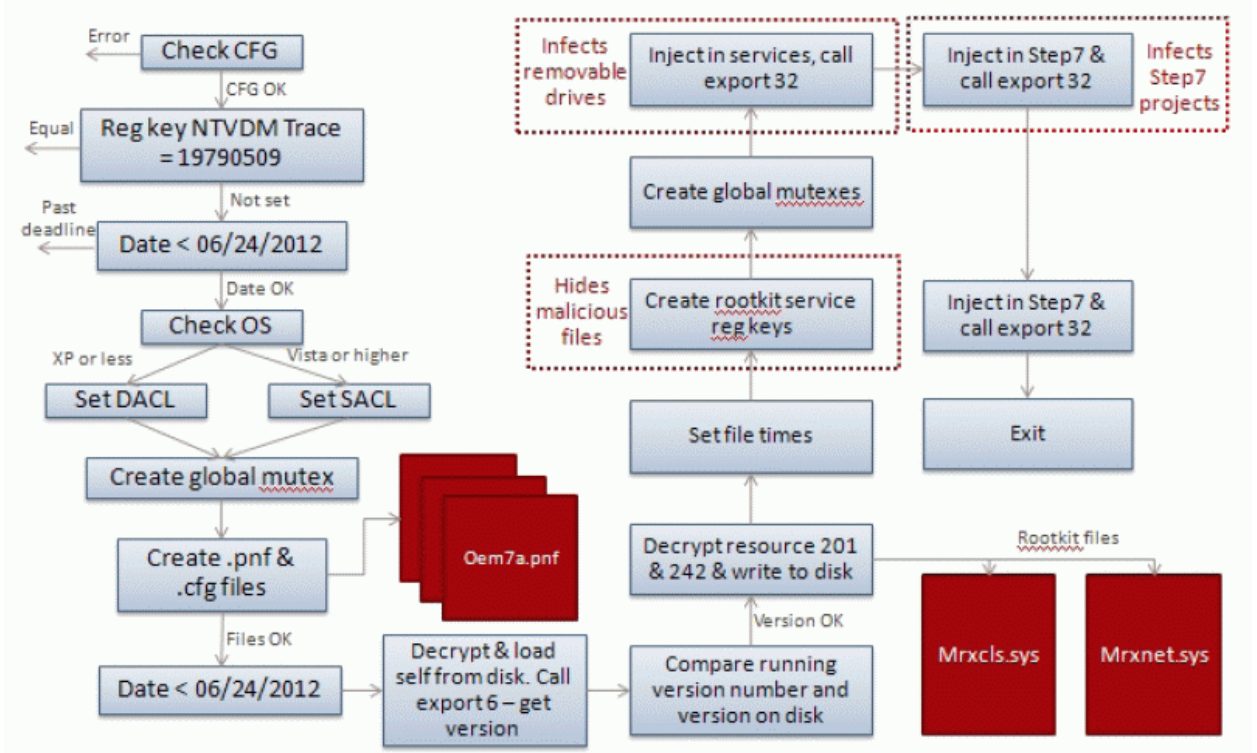 Error
Check CFG
CFG OK
Equal
Reg key NTVDM Trace
= 19790509
Not set
Past
deadline
Date < 06/24/2012
Date OK
Check OS
XP or less
Vista or higher
Set DACL
Set SACL
Create global mutex
Create .pnf &
.cfg files
Oem7a.pnf
Files OK
Date < 06/24/2012
Decrypt & load
self from disk. Call
export 6 – get
version
Compare running
version number and
version on disk
Version OK
Decrypt resource 201
& 242 & write to disk
Rootkit files
Mrxcls.sys
Mrxnet.sys
Set file times
Hides
malicious
files
Create rootkit service
reg keys
Create global mutexes
Infects
removable
drives
Inject in services, call
export 32
Inject in Step7 &
call export 32
Infects
Step7
projects
Inject in Step7 &
call export 32
Exit